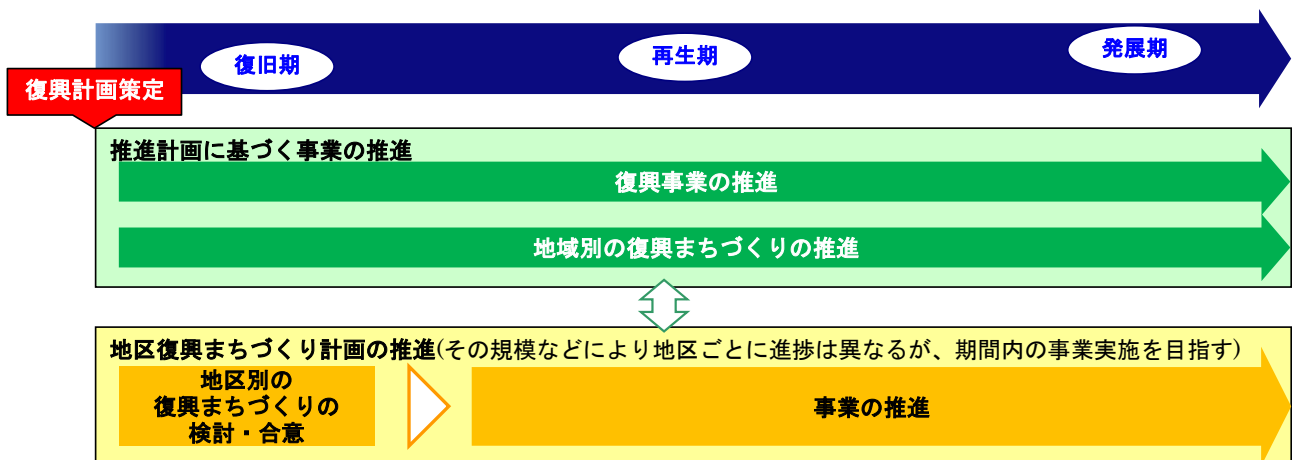 復旧期
再生期
発展期
復興計画策定
推進計画に基づく事業の推進
復興事業の推進
地域別の復興まちづくりの推進
地区復興まちづくり計画の推進(その規模などにより地区ごとに進捗は異なるが、期間内の事業実施を目指す)
地区別の
復興まちづくりの
検討・合意
事業の推進